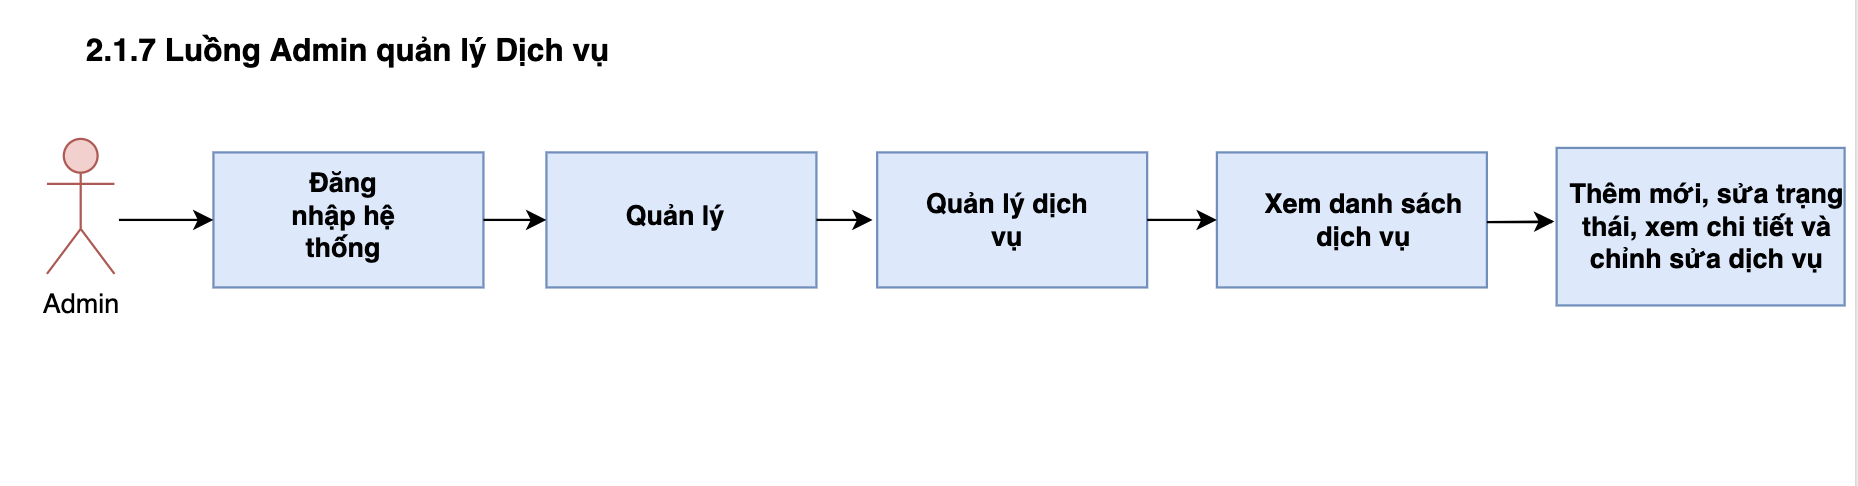 2.1.7 Luồng Admin quản lý Dịch vụ
Admin
Đăng
nhập hệ
thống
Quản lý
Quản lý dịch
vụ
Xem danh sách
dịch vụ
Thêm mới, sửa trạng
thái, xem chi tiết và
chỉnh sửa dịch vụ